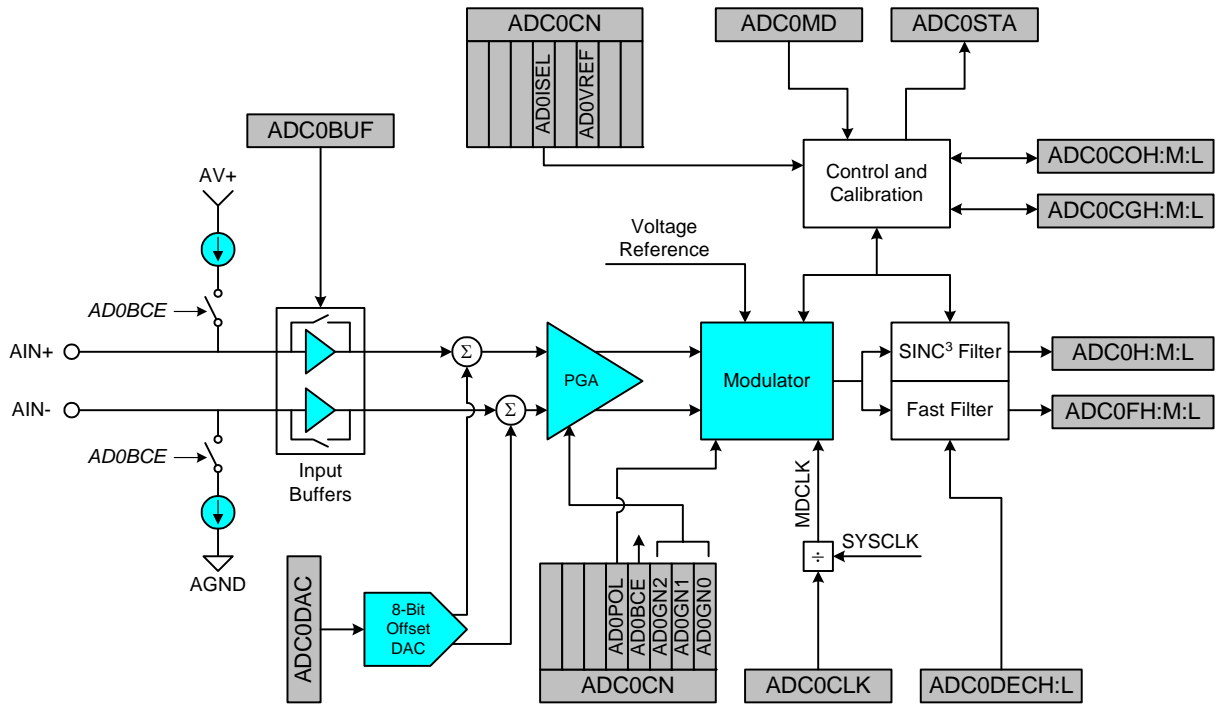 ADC0CN
AD0ISEL
AD0VREF
ADC0MD
ADC0STA
ADC0BUF
Control and
Calibration
ADC0COH:M:L
ADC0CGH:M:L
AV+
Voltage
Reference
AD0BCE
AIN+
Σ
PGA
Modulator
SINC³ Filter
ADC0H:M:L
AIN-
Σ
Fast Filter
ADC0FH:M:L
AD0BCE
Input
Buffers
MDCLK
SYSCLK
÷
AGND
ADC0DAC
8-Bit
Offset
DAC
AD0POL
AD0BCE
AD0GN2
AD0GN1
AD0GN0
ADC0CN
ADC0CLK
ADC0DECH:L